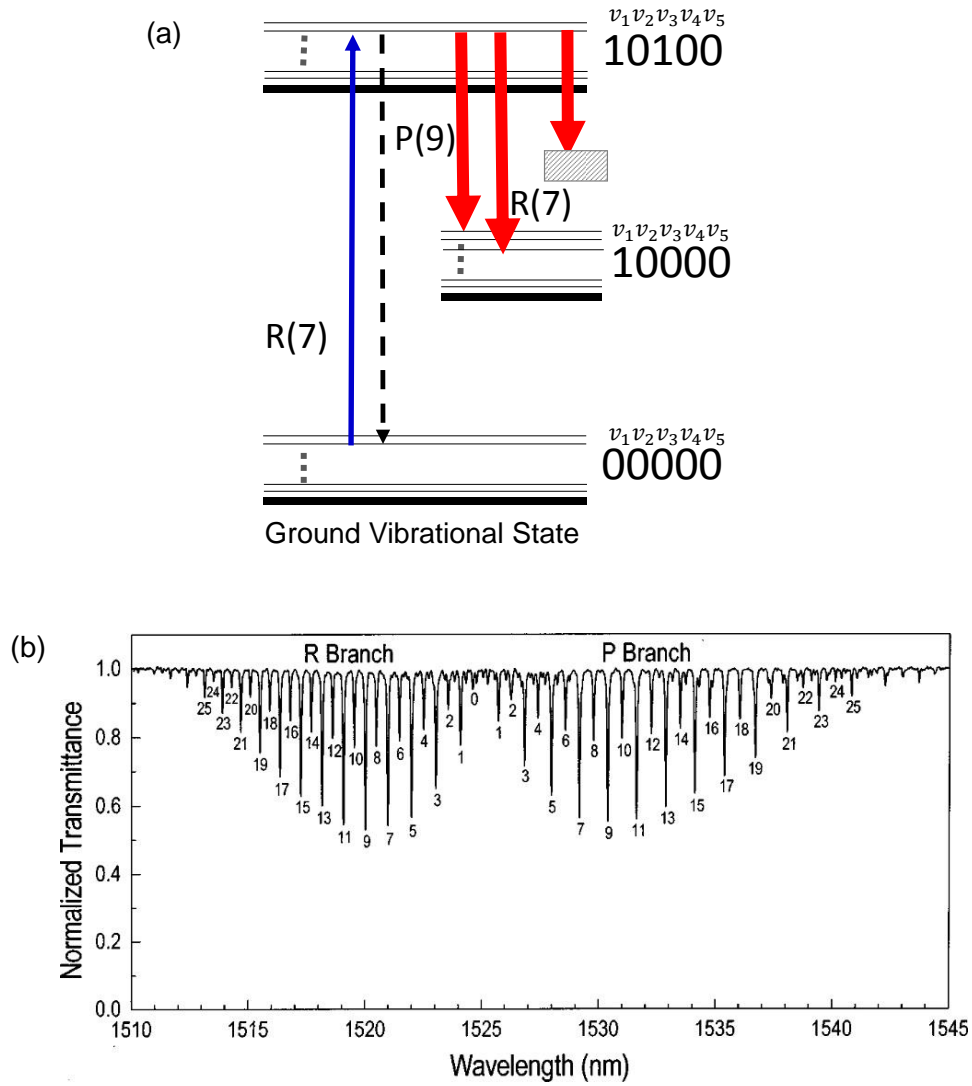 (a)
v₁v₂v₃v₄v₅
10100
P(9)
R(7)
v₁v₂v₃v₄v₅
10000
R(7)
v₁v₂v₃v₄v₅
00000
Ground Vibrational State
(b)
R Branch
P Branch
Normalized Transmittance
1.0
0.8
0.6
0.4
0.2
0.0
25 24 23 22 21 20 19 18 17 16 15 14 13 12 11 10 9 8 7 6 5 4 3 2 1 0
1 2 3 4 5 6 7 8 9 10 11 12 13 14 15 16 17 18 19 20 21 22 23 24 25
1510 1515 1520 1525 1530 1535 1540 1545
Wavelength (nm)